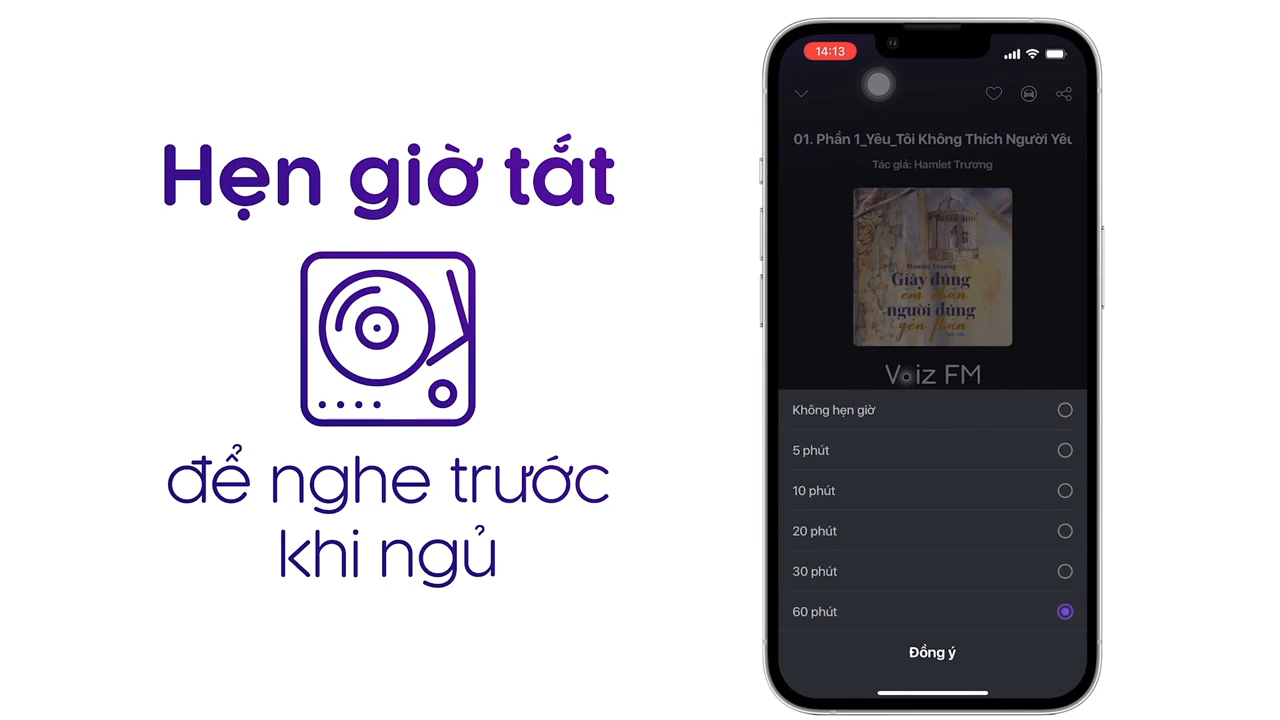 Hẹn giờ tắt
để nghe trước
khi ngủ
14:13
01. Phần 1_Yêu_Tôi Không Thích Người Yêu
Tác giả: Hamlet Trương
Hamlet Trương
Giày đúng
em chân
người đúng
yên thân
Voiz FM
Không hẹn giờ
5 phút
10 phút
20 phút
30 phút
60 phút
Đồng ý